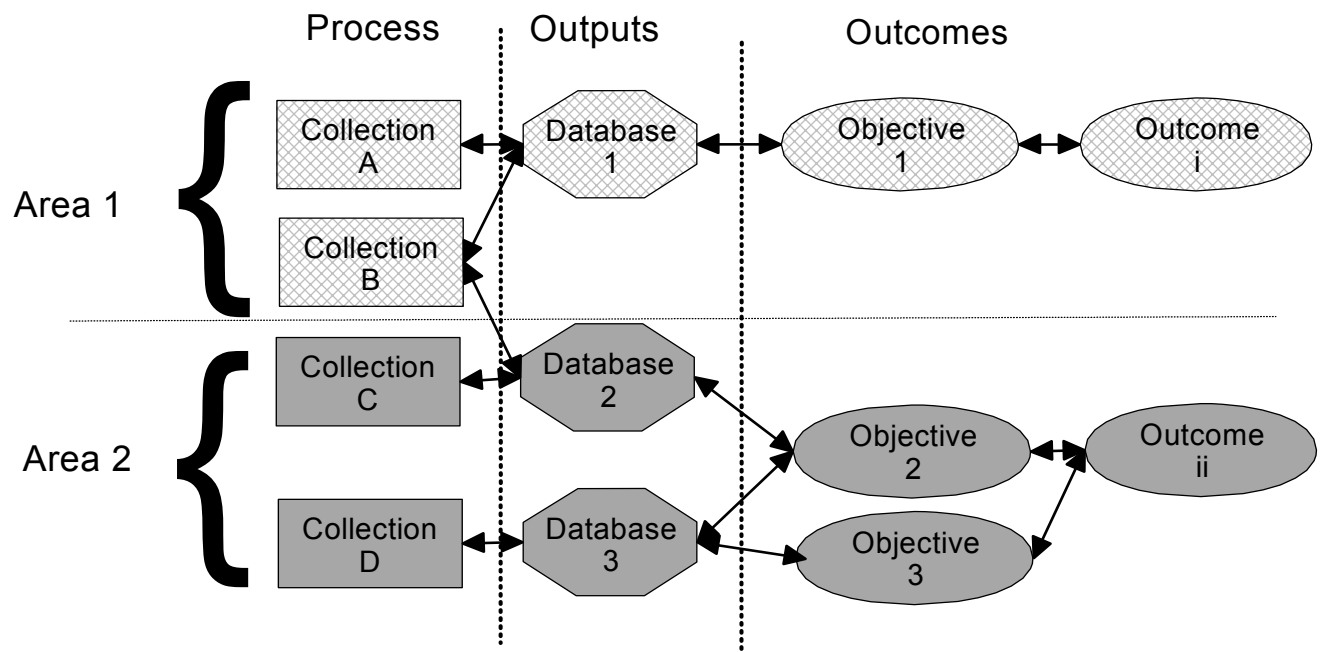 Process
Outputs
Outcomes
Area 1
Collection
A
Database
1
Objective
1
Outcome
i
Collection
B
Area 2
Collection
C
Database
2
Objective
2
Outcome
ii
Collection
D
Database
3
Objective
3